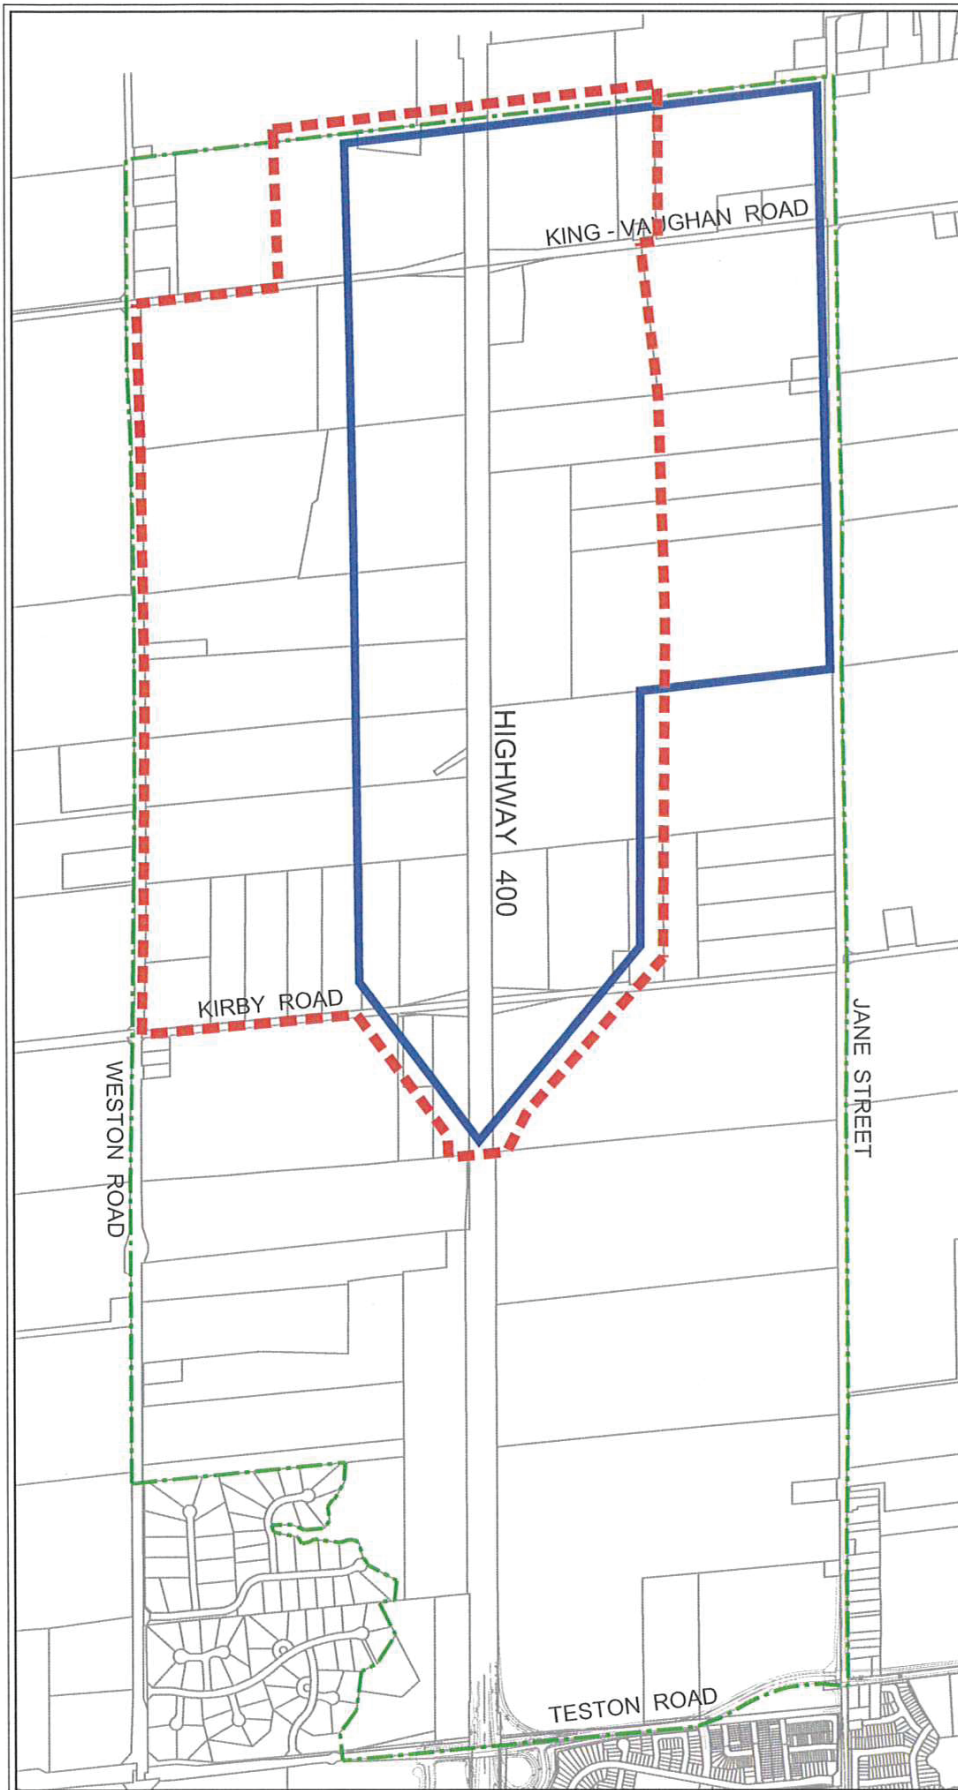 KING - VAUGHAN ROAD
HIGHWAY 400
KIRBY ROAD
JANE STREET
WESTON ROAD
TESTON ROAD